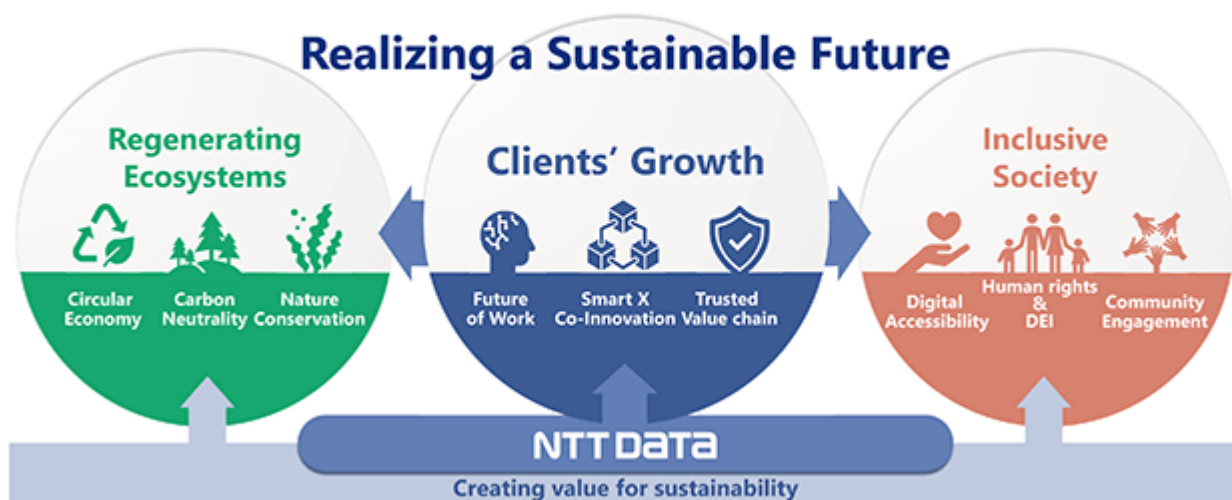 Realizing a Sustainable Future
Regenerating
Ecosystems
Circular
Economy
Carbon
Neutrality
Nature
Conservation
Clients’ Growth
Future
of Work
Smart X
Co-Innovation
Trusted
Value chain
Inclusive
Society
Digital
Accessibility
Human rights
&
DEI
Community
Engagement
NTT DATA
Creating value for sustainability